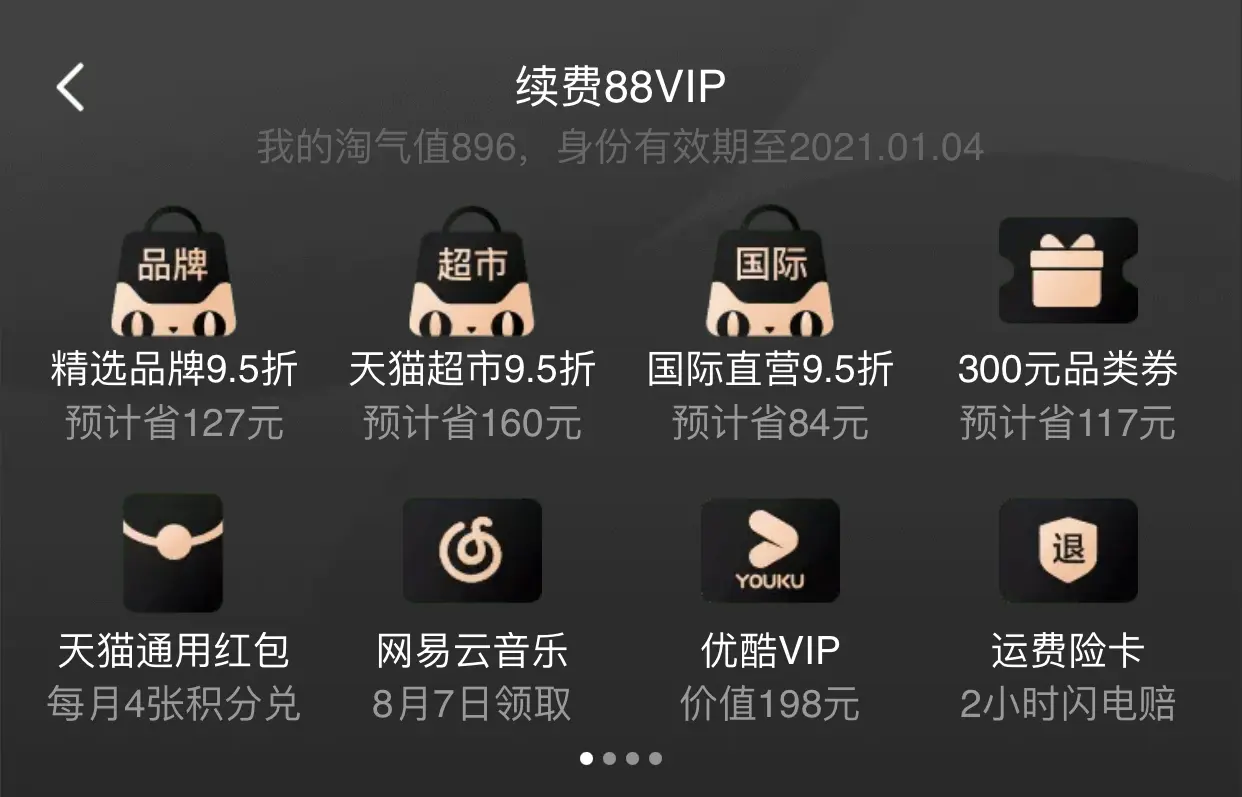 续费88VIP
我的淘气值896，身份有效期至2021.01.04
品牌
超市
国际
精选品牌9.5折
天猫超市9.5折
国际直营9.5折
300元品类券
预计省127元
预计省160元
预计省84元
预计省117元
YOUKU
退
天猫通用红包
网易云音乐
优酷VIP
运费险卡
每月4张积分兑
8月7日领取
价值198元
2小时闪电赔